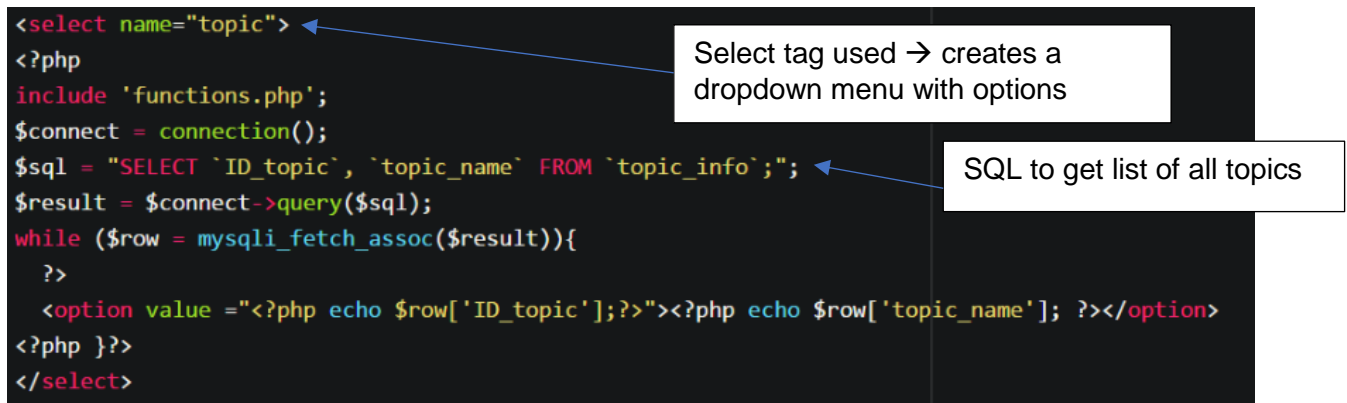 <select name="topic">
<?php
include 'functions.php';
$connect = connection();
$sql = "SELECT `ID_topic`, `topic_name` FROM `topic_info`;";
$result = $connect->query($sql);
while ($row = mysqli_fetch_assoc($result)){
?>
<option value ="<?php echo $row['ID_topic'];?>"><?php echo $row['topic_name']; ?></option>
<?php }?>
</select>
Select tag used → creates a
dropdown menu with options
SQL to get list of all topics